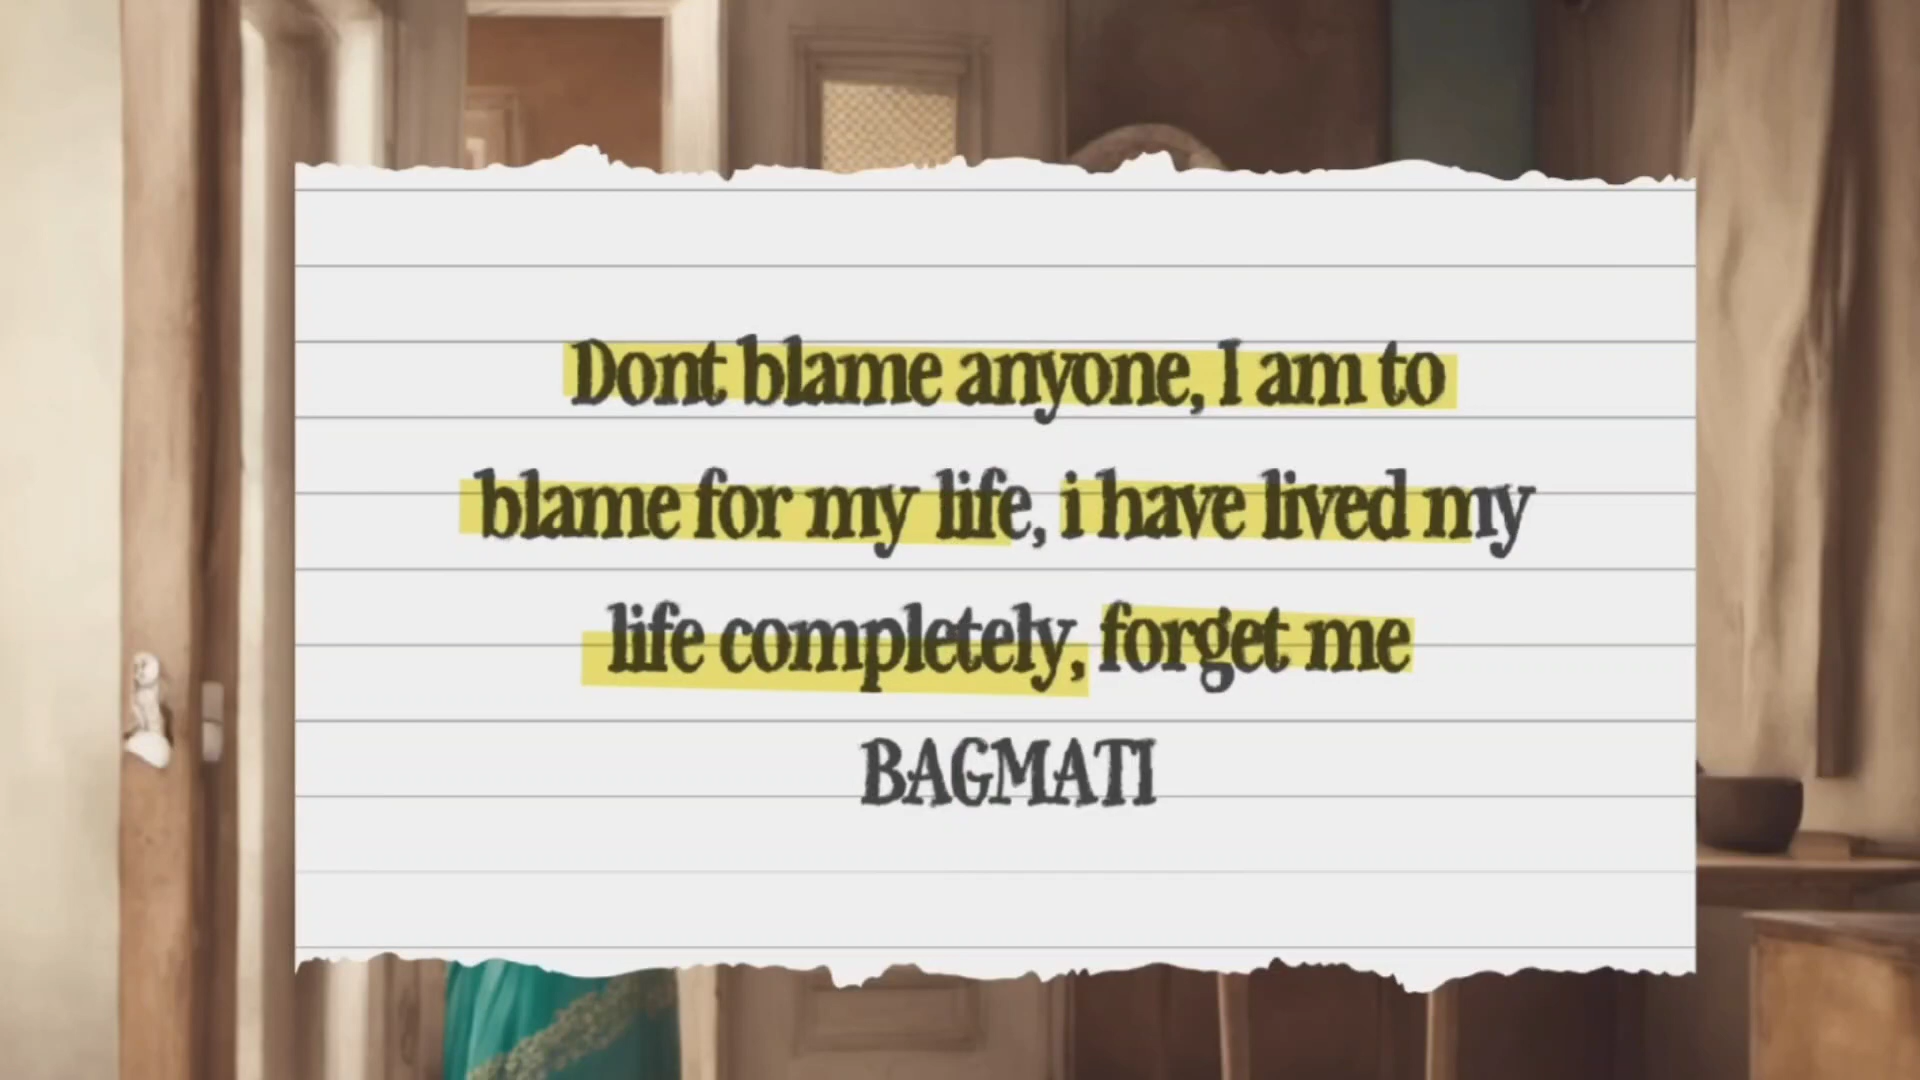 Dont blame anyone, I am to
blame for my life, i have lived my
life completely, forget me
BAGMATI